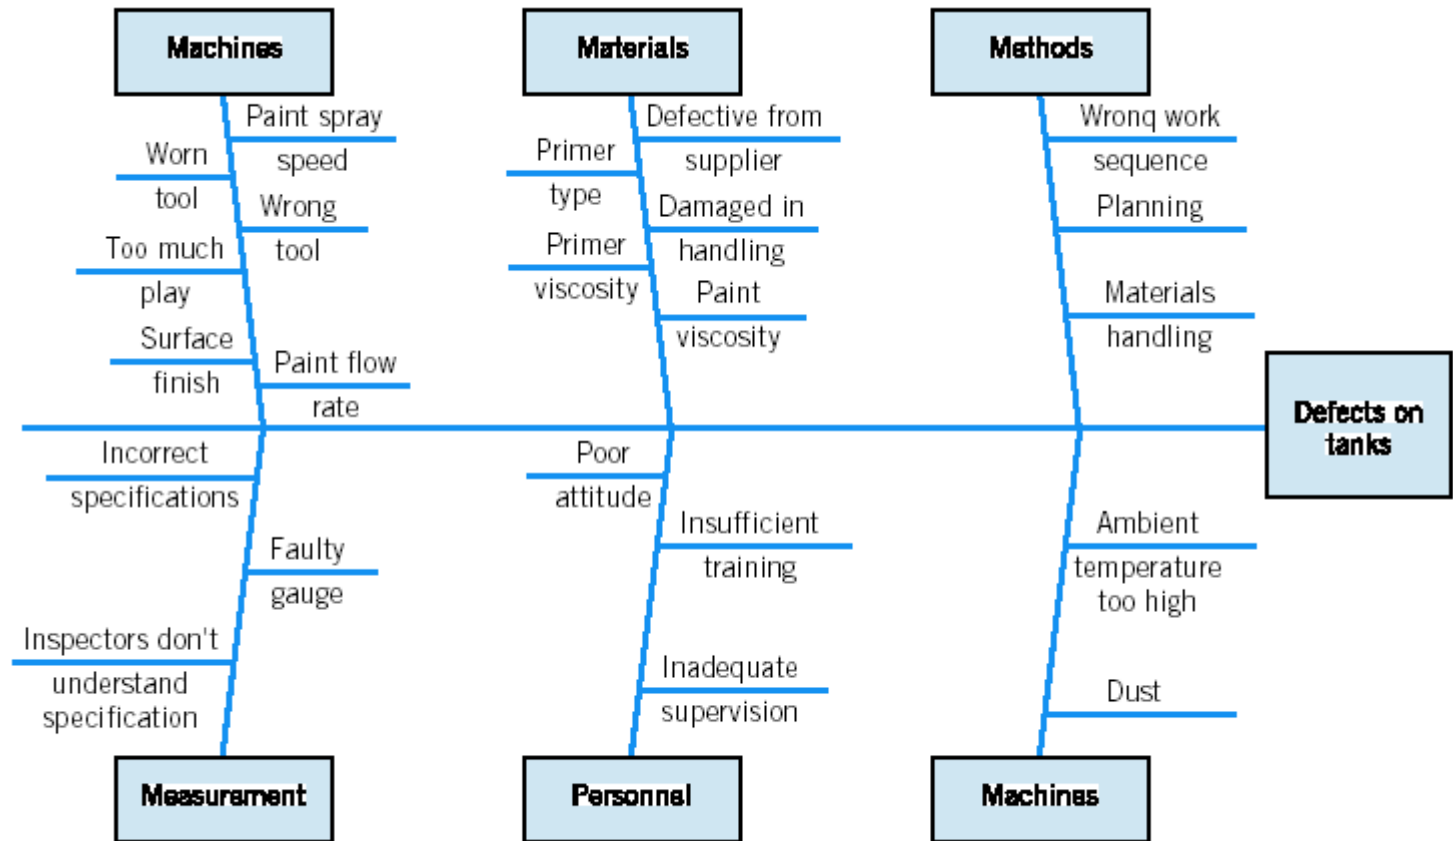 Machines
Materials
Methods
Paint spray
speed
Worn
tool
Wrong
tool
Too much
play
Surface
finish
Paint flow
rate
Defective from
supplier
Primer
type
Damaged in
handling
Primer
viscosity
Paint
viscosity
Wronq work
sequence
Planning
Materials
handling
Defects on
tanks
Incorrect
specifications
Faulty
gauge
Inspectors don't
understand
specification
Poor
attitude
Insufficient
training
Inadequate
supervision
Ambient
temperature
too high
Dust
Measurement
Personnel
Machines